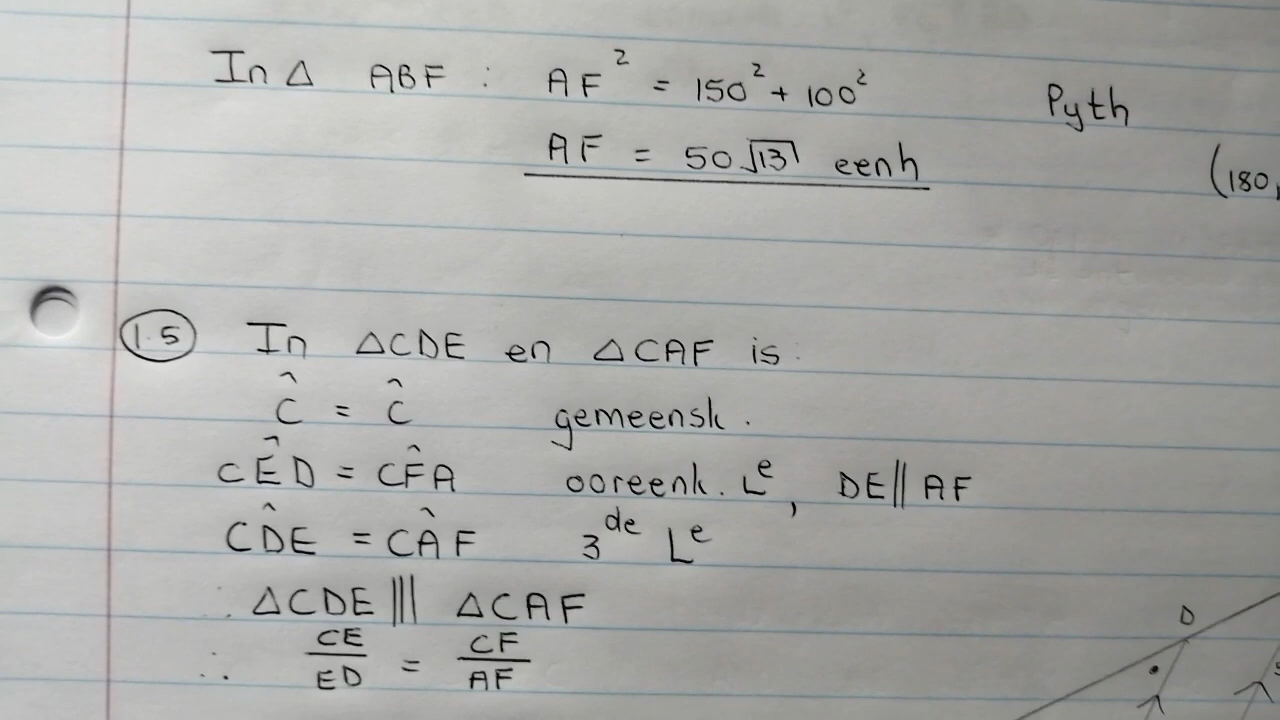 In △ ABF : AF² = 150² + 100² Pyth
AF = 50√13 eenh
(180,
1.5 In △CDE en △CAF is:
Ĉ = Ĉ gemeensk.
CÊD = CF̂A ooreenk. ∠ᵉ, DE ∥ AF
CD̂E = CÂF 3ᵈᵉ ∠ᵉ
∴ △CDE ||| △CAF
∴ CE/ED = CF/AF
D